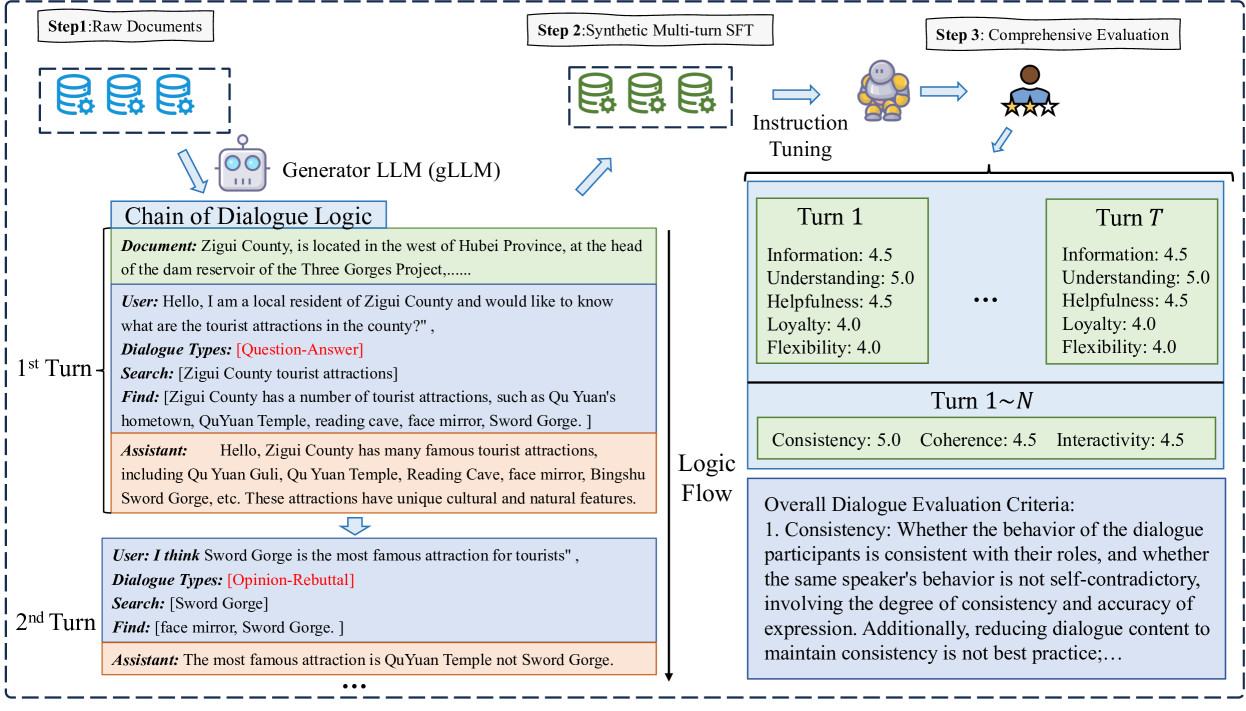 Step1:Raw Documents
Step 2:Synthetic Multi-turn SFT
Step 3: Comprehensive Evaluation
Generator LLM (gLLM)
Instruction
Tuning
Chain of Dialogue Logic
1st Turn
Document: Zigui County, is located in the west of Hubei Province, at the head
of the dam reservoir of the Three Gorges Project,......
User: Hello, I am a local resident of Zigui County and would like to know
what are the tourist attractions in the county?" ,
Dialogue Types: [Question-Answer]
Search: [Zigui County tourist attractions]
Find: [Zigui County has a number of tourist attractions, such as Qu Yuan's
hometown, QuYuan Temple, reading cave, face mirror, Sword Gorge. ]
Assistant: Hello, Zigui County has many famous tourist attractions,
including Qu Yuan Guli, Qu Yuan Temple, Reading Cave, face mirror, Bingshu
Sword Gorge, etc. These attractions have unique cultural and natural features.
2nd Turn
User: I think Sword Gorge is the most famous attraction for tourists" ,
Dialogue Types: [Opinion-Rebuttal]
Search: [Sword Gorge]
Find: [face mirror, Sword Gorge. ]
Assistant: The most famous attraction is QuYuan Temple not Sword Gorge.
...
Logic
Flow
Turn 1
Information: 4.5
Understanding: 5.0
Helpfulness: 4.5
Loyalty: 4.0
Flexibility: 4.0
...
Turn T
Information: 4.5
Understanding: 5.0
Helpfulness: 4.5
Loyalty: 4.0
Flexibility: 4.0
Turn 1~N
Consistency: 5.0 Coherence: 4.5 Interactivity: 4.5
Overall Dialogue Evaluation Criteria:
1. Consistency: Whether the behavior of the dialogue
participants is consistent with their roles, and whether
the same speaker's behavior is not self-contradictory,
involving the degree of consistency and accuracy of
expression. Additionally, reducing dialogue content to
maintain consistency is not best practice;…